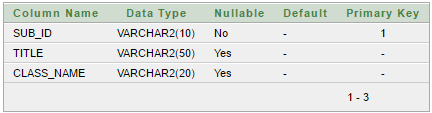 Column Name Data Type Nullable Default Primary Key
SUB_ID VARCHAR2(10) No - 1
TITLE VARCHAR2(50) Yes - -
CLASS_NAME VARCHAR2(20) Yes - -
1 - 3